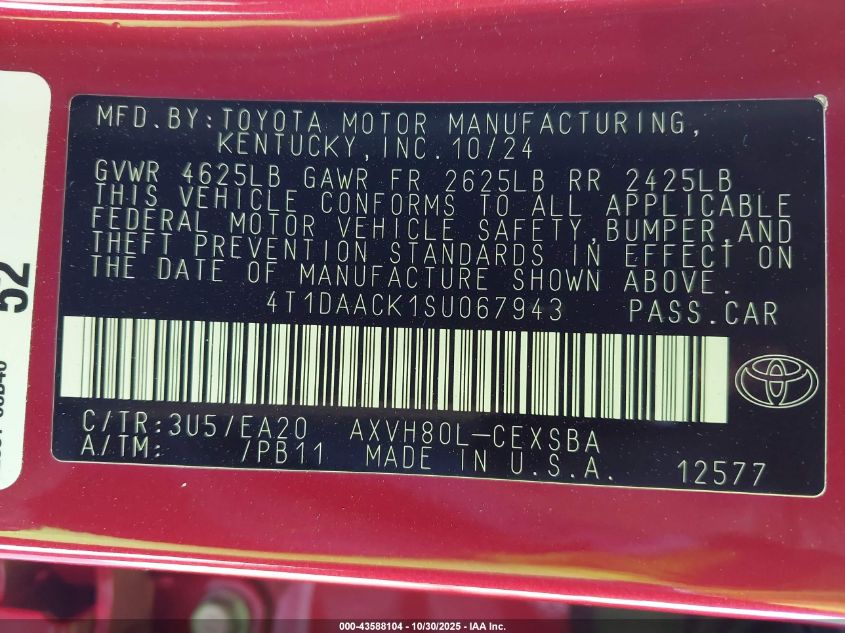 MFD.BY:TOYOTA MOTOR MANUFACTURING,
KENTUCKY,INC.10/24
GVWR 4625LB GAWR FR 2625LB RR 2425LB
THIS VEHICLE CONFORMS TO ALL APPLICABLE
FEDERAL MOTOR VEHICLE SAFETY,BUMPER,AND
THEFT PREVENTION STANDARDS IN EFFECT ON
THE DATE OF MANUFACTURE SHOWN ABOVE.
4T1DAACK1SU067943 PASS.CAR
C/TR:3U5/EA20 AXVH80L-CEXSBA
A/TM: /PB11 MADE IN U.S.A. 12577
52
000-43588104 - 10/30/2025 - IAA Inc.